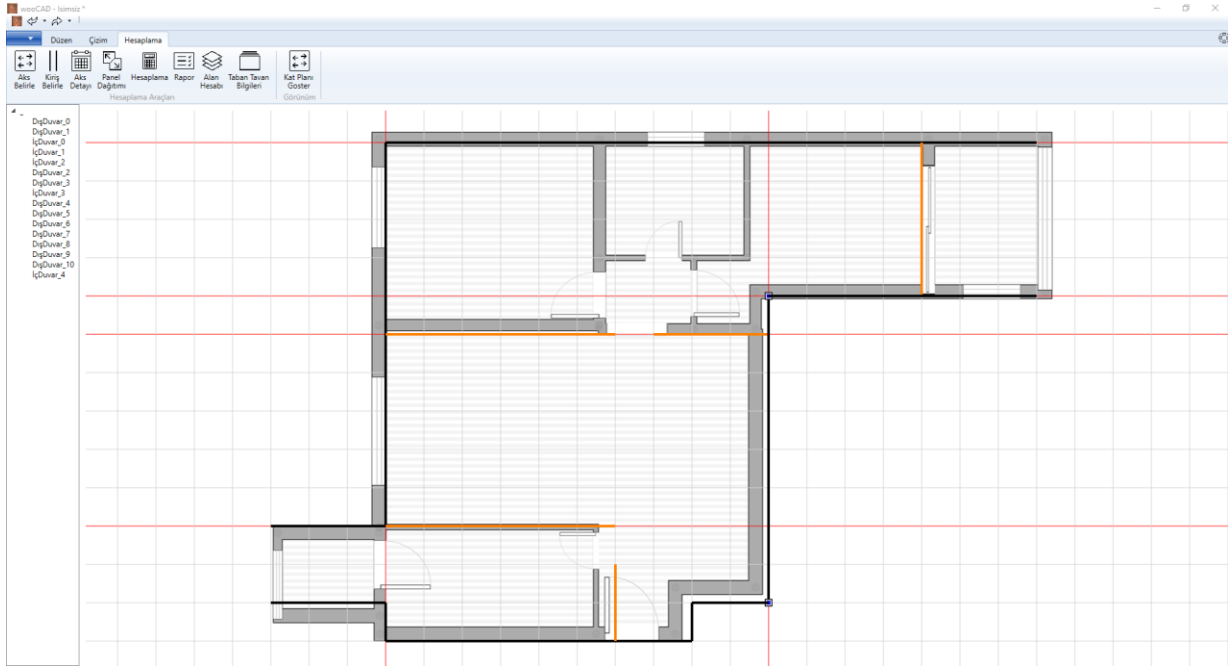 wooCAD - Isimsiz *
Düzen Çizim Hesaplama
Aks Belirle
Kiriş Belirle
Aks Detayı
Panel Dağıtımı
Hesaplama
Rapor
Alan Hesabı
Taban Tavan Bilgileri
Kat Planı Goster
Hesaplama Araçları
Görünüm
DışDuvar_0
DışDuvar_1
İçDuvar_0
İçDuvar_1
İçDuvar_2
DışDuvar_2
DışDuvar_3
İçDuvar_3
DışDuvar_4
DışDuvar_5
DışDuvar_6
DışDuvar_7
DışDuvar_8
DışDuvar_9
DışDuvar_10
İçDuvar_4